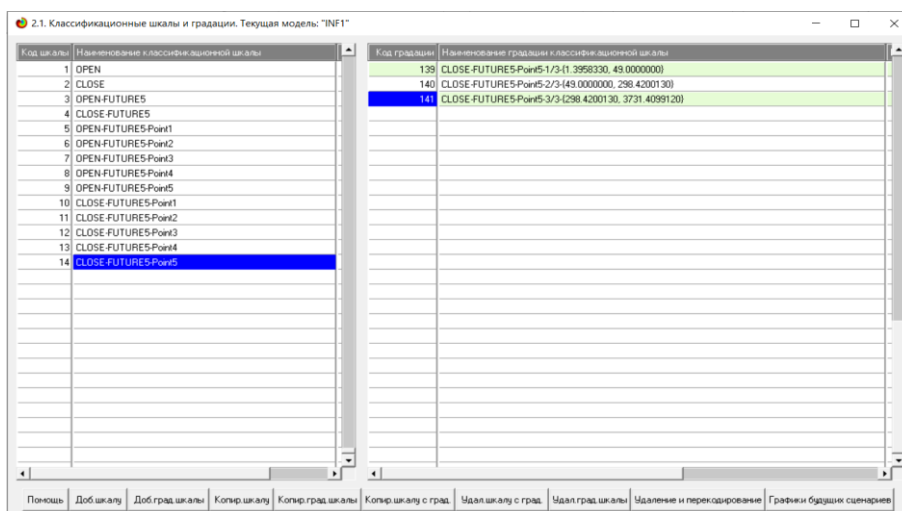 2.1. Классификационные шкалы и градации. Текущая модель: "INF1"
Код шкалы Наименование классификационной шкалы
1 OPEN
2 CLOSE
3 OPEN-FUTURE5
4 CLOSE-FUTURE5
5 OPEN-FUTURE5-Point1
6 OPEN-FUTURE5-Point2
7 OPEN-FUTURE5-Point3
8 OPEN-FUTURE5-Point4
9 OPEN-FUTURE5-Point5
10 CLOSE-FUTURE5-Point1
11 CLOSE-FUTURE5-Point2
12 CLOSE-FUTURE5-Point3
13 CLOSE-FUTURE5-Point4
14 CLOSE-FUTURE5-Point5
Код градации Наименование градации классификационной шкалы
139 CLOSE-FUTURE5-Point5-1/3-{1.3958330, 49.0000000}
140 CLOSE-FUTURE5-Point5-2/3-{49.0000000, 298.4200130}
141 CLOSE-FUTURE5-Point5-3/3-{298.4200130, 3731.4099120}
Помощь Доб.шкалу Доб.град.шкалы Копир.шкалу Копир.град.шкалы Копир.шкалу с град. Удал.шкалу с град. Удал.град.шкалы Удаление и перекодирование Графики будущих сценариев